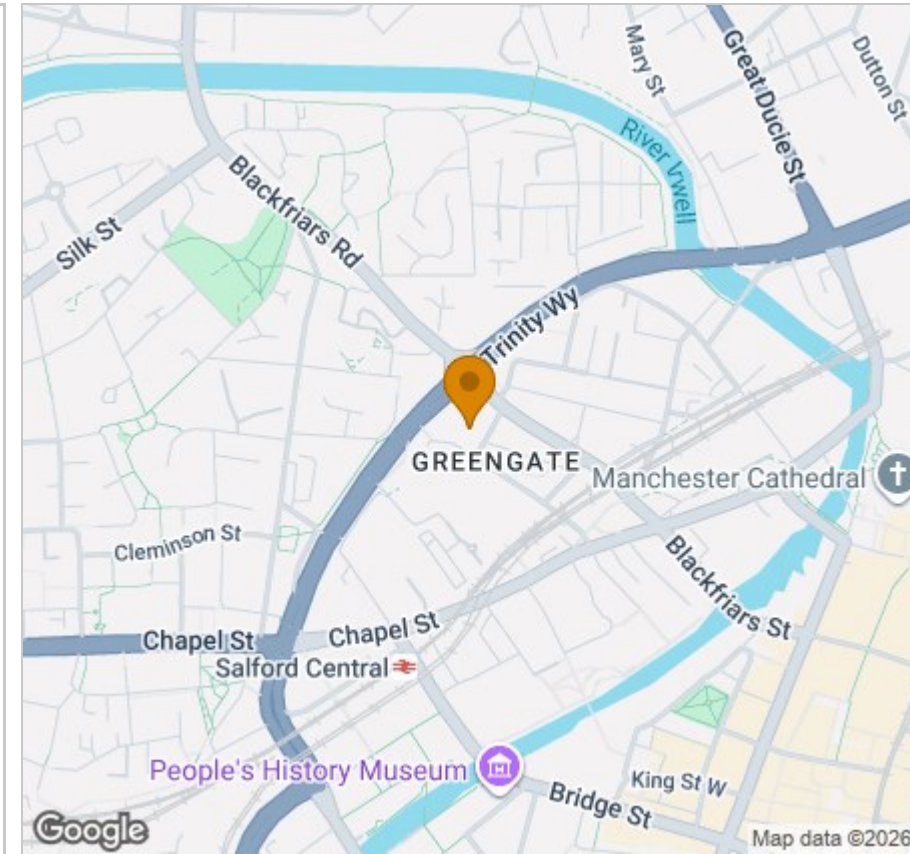 Mary St
Great Ducie St
Dutton St
River Irwell
Blackfriars Rd
Silk St
Trinity Wy
GREENGATE
Manchester Cathedral
Cleminson St
Blackfriars St
Chapel St
Chapel St
Salford Central
People's History Museum
King St W
Bridge St
Google
Map data ©2026